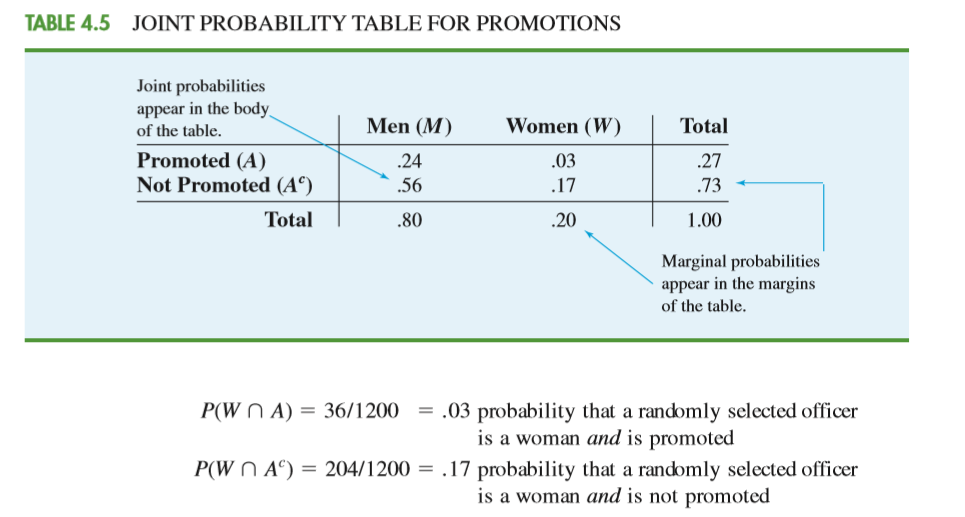 TABLE 4.5 JOINT PROBABILITY TABLE FOR PROMOTIONS
Joint probabilities
appear in the body
of the table.
Men (M) Women (W) Total
Promoted (A) .24 .03 .27
Not Promoted (Aᶜ) .56 .17 .73
Total .80 .20 1.00
Marginal probabilities
appear in the margins
of the table.
P(W ∩ A) = 36/1200 = .03 probability that a randomly selected officer
is a woman and is promoted
P(W ∩ Aᶜ) = 204/1200 = .17 probability that a randomly selected officer
is a woman and is not promoted